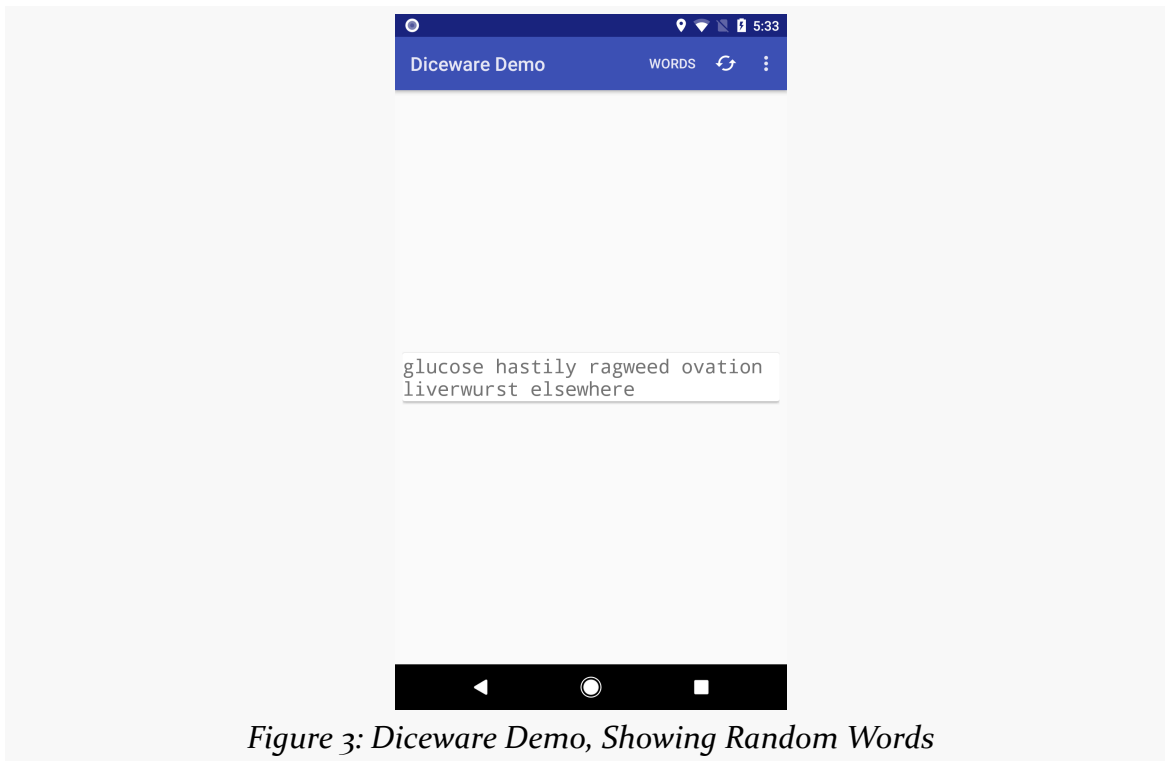 5:33
Diceware Demo WORDS
glucose hastily ragweed ovation
liverwurst elsewhere
Figure 3: Diceware Demo, Showing Random Words